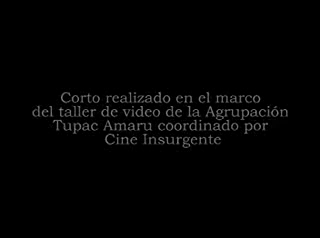 Corto realizado en el marco
del taller de video de la Agrupación
Tupac Amaru coordinado por
Cine Insurgente